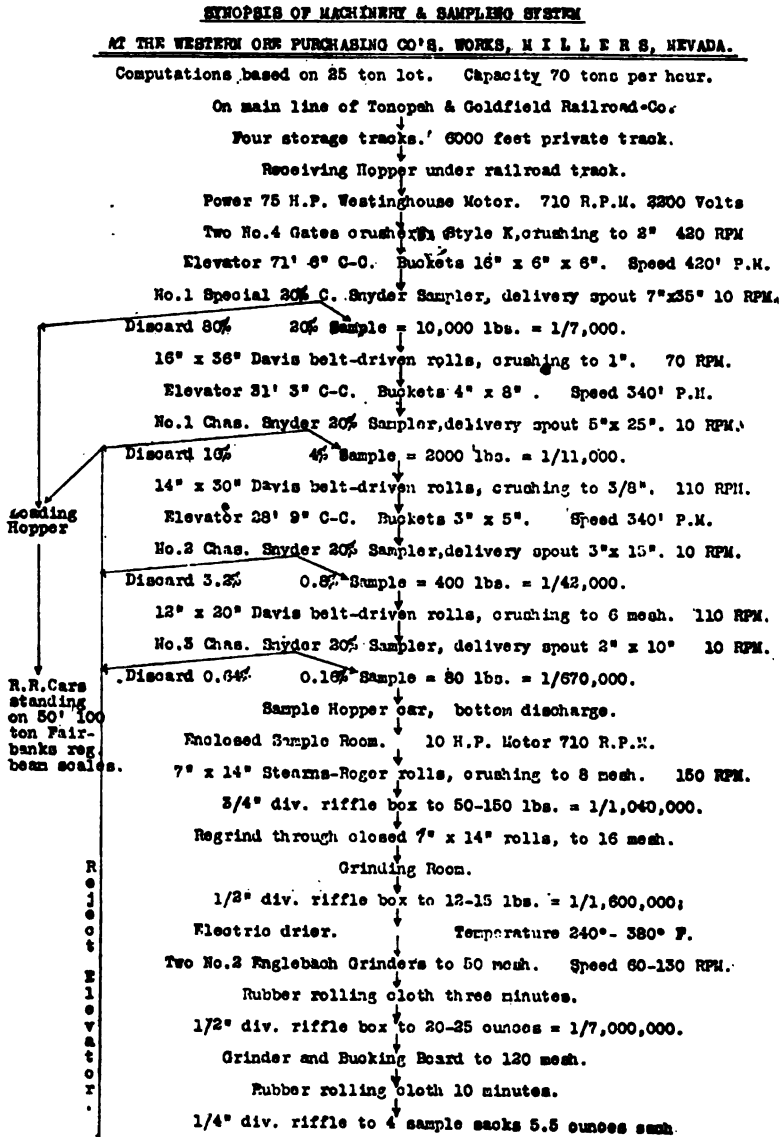 SYNOPSIS OF MACHINERY & SAMPLING SYSTEM
AT THE WESTERN ORE PURCHASING CO'S. WORKS, M I L L E R S, NEVADA.
Computations based on 25 ton lot. Capacity 70 tons per hour.
On main line of Tonopah & Goldfield Railroad Co.
Four storage tracks. 6000 feet private track.
Receiving Hopper under railroad track.
Power 75 H.P. Westinghouse Motor. 710 R.P.M. 2200 Volts
Two No.4 Gates crushers, Style K, crushing to 2" 420 RPM
Elevator 71' 6" C-C. Buckets 16" x 6" x 6". Speed 420' P.M.
No.1 Special 20% C. Snyder Sampler, delivery spout 7"x35" 10 RPM.
Discard 80% 20% Sample = 10,000 lbs. = 1/7,000.
16" x 36" Davis belt-driven rolls, crushing to 1". 70 RPM.
Elevator 31' 3" C-C. Buckets 4" x 8". Speed 340' P.M.
No.1 Chas. Snyder 20% Sampler, delivery spout 5"x 25". 10 RPM.
Discard 16% 4% Sample = 2000 lbs. = 1/11,000.
14" x 30" Davis belt-driven rolls, crushing to 3/8". 110 RPM.
Loading
Hopper
Elevator 28' 9" C-C. Buckets 3" x 5". Speed 340' P.M.
No.2 Chas. Snyder 20% Sampler, delivery spout 3"x 15". 10 RPM.
Discard 3.2% 0.8% Sample = 400 lbs. = 1/42,000.
12" x 20" Davis belt-driven rolls, crushing to 6 mesh. 110 RPM.
No.3 Chas. Snyder 20% Sampler, delivery spout 2" x 10" 10 RPM.
Discard 0.64% 0.16% Sample = 80 lbs. = 1/670,000.
R.R.Cars
standing
on 50' 100
ton Fair-
banks reg.
beam scales.
Sample Hopper car, bottom discharge.
Enclosed Sample Room. 10 H.P. Motor 710 R.P.M.
7" x 14" Stearns-Roger rolls, crushing to 8 mesh. 150 RPM.
3/4" div. riffle box to 50-150 lbs. = 1/1,040,000.
Regrind through closed 7" x 14" rolls, to 16 mesh.
Grinding Room.
1/2" div. riffle box to 12-15 lbs. = 1/1,600,000;
Electric drier. Temperature 240°- 380° F.
Two No.2 Englebach Grinders to 50 mesh. Speed 60-130 RPM.
Rubber rolling cloth three minutes.
1/2" div. riffle box to 20-25 ounces = 1/7,000,000.
Grinder and Bucking Board to 120 mesh.
Rubber rolling cloth 10 minutes.
1/4" div. riffle to 4 sample sacks 5.5 ounces each
Reject Elevator.